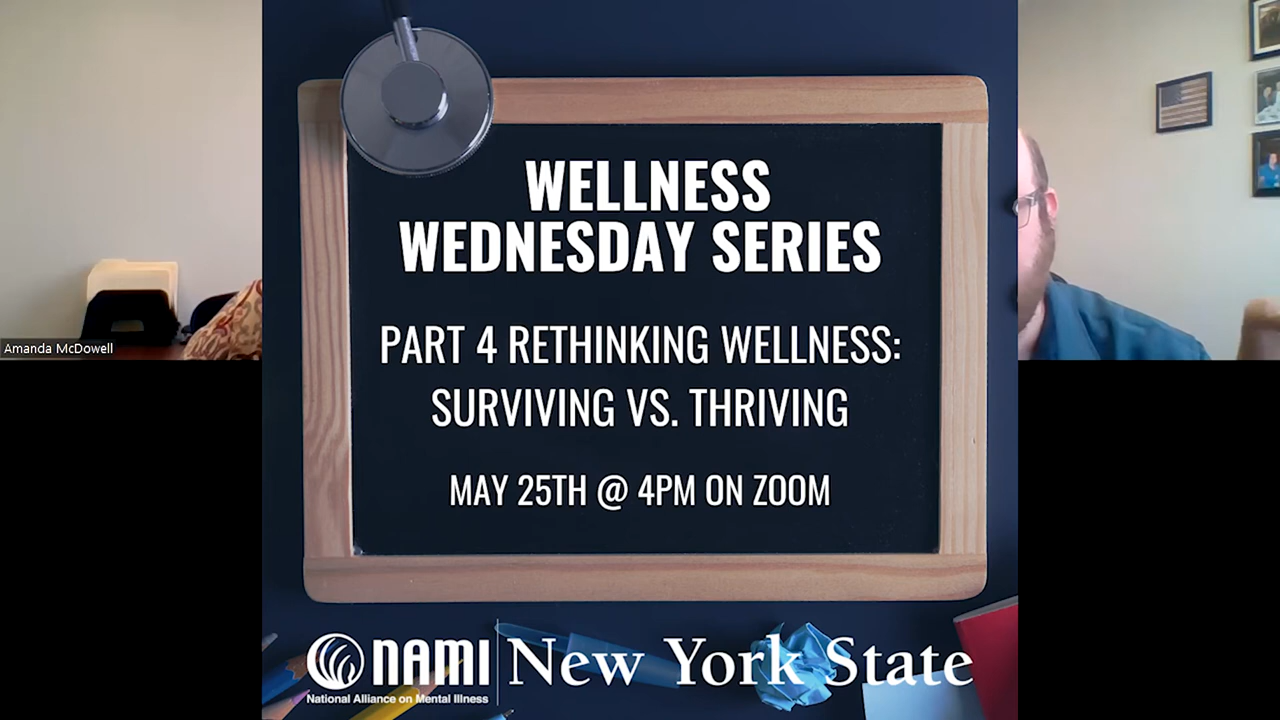 WELLNESS
WEDNESDAY SERIES
PART 4 RETHINKING WELLNESS:
SURVIVING VS. THRIVING
MAY 25TH @ 4PM ON ZOOM
Amanda McDowell
NAMI New York State
National Alliance on Mental Illness